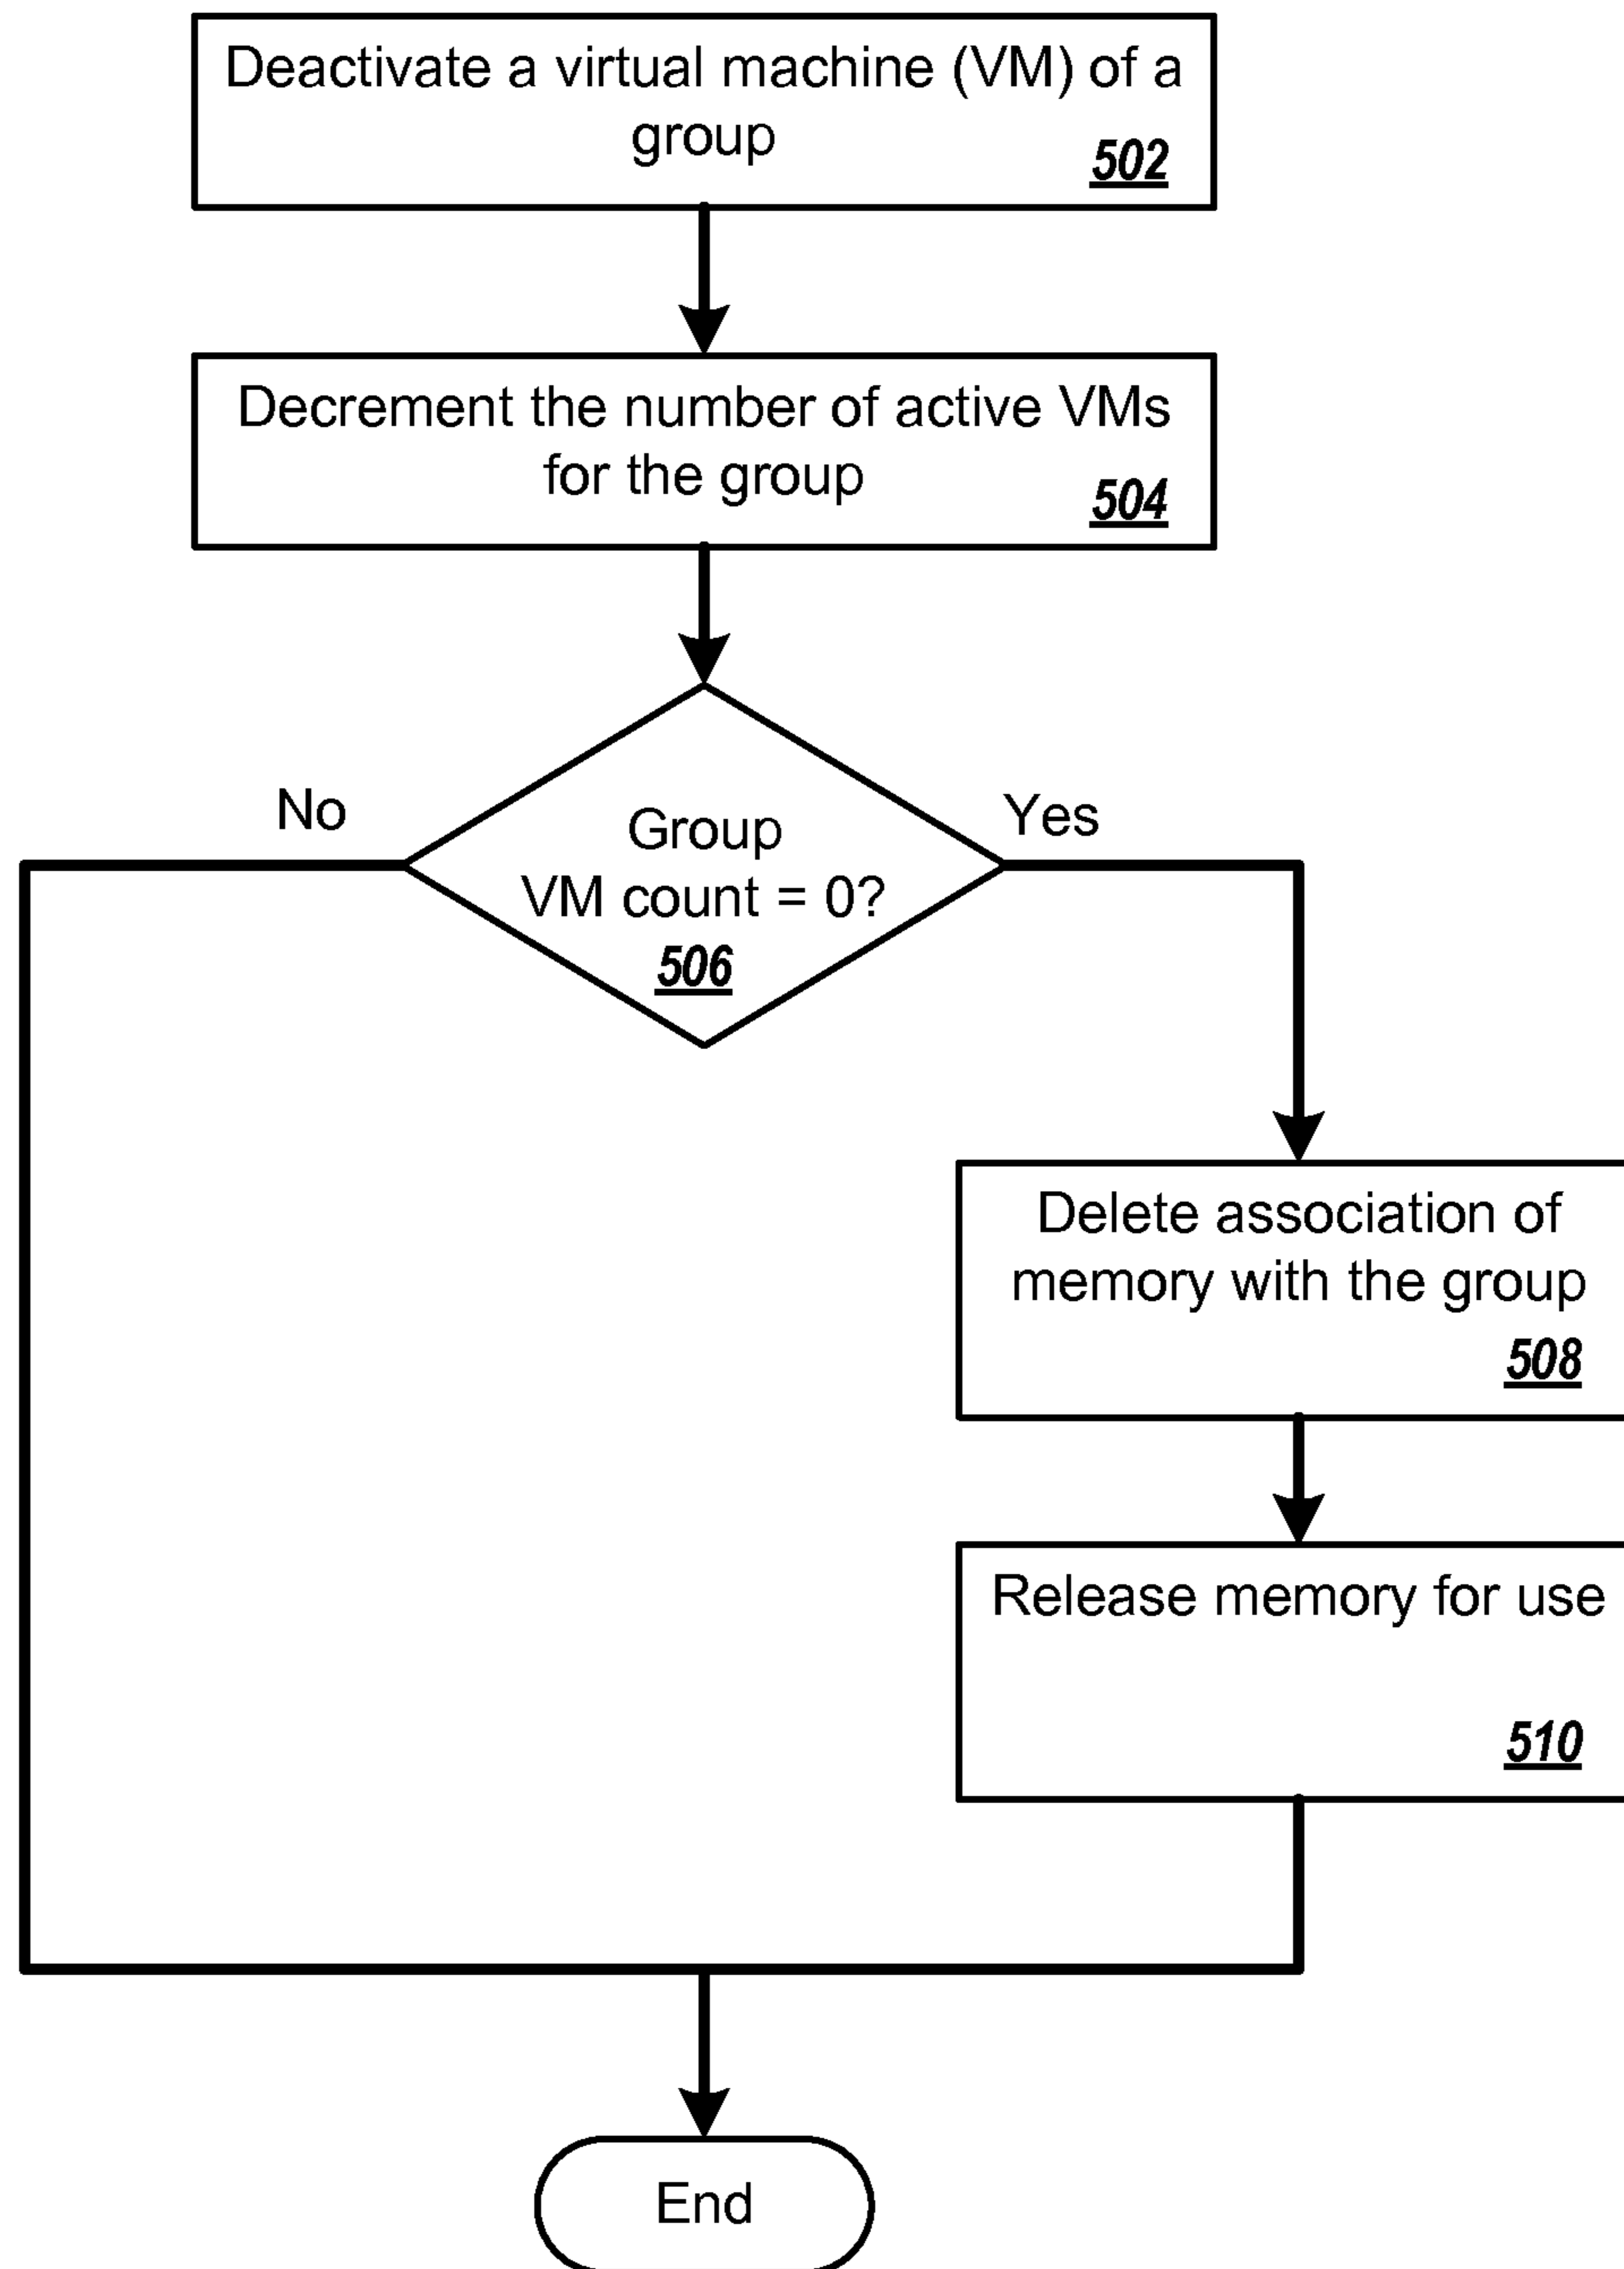 Deactivate a virtual machine (VM) of a
group
502
Decrement the number of active VMs
for the group
504
No
Yes
Group
VM count = 0?
506
Delete association of
memory with the group
508
Release memory for use
510
End